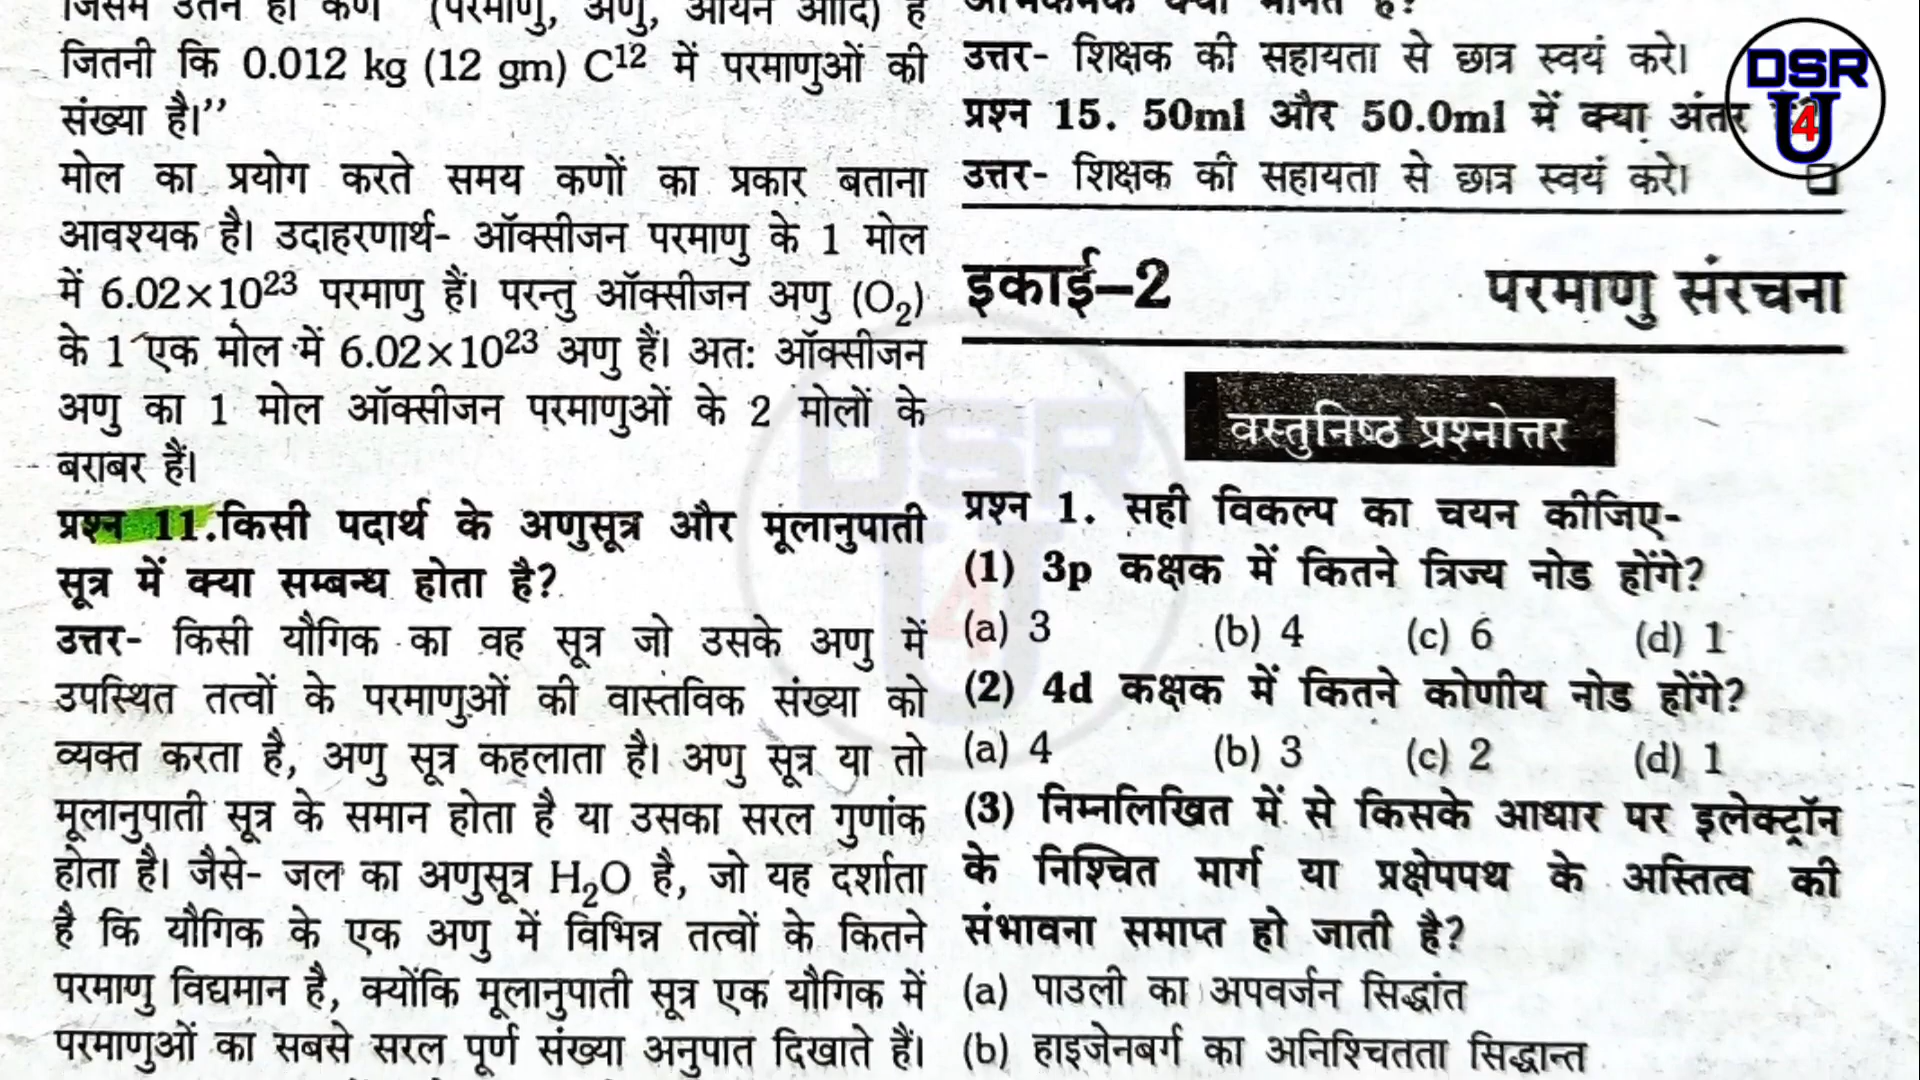 जिसमें उतने ही कण (परमाणु, अणु, आयन आदि) है
जितनी कि 0.012 kg (12 gm) C¹² में परमाणुओं की
संख्या है।”
मोल का प्रयोग करते समय कणों का प्रकार बताना
आवश्यक है। उदाहरणार्थ- ऑक्सीजन परमाणु के 1 मोल
में 6.02×10²³ परमाणु हैं। परन्तु ऑक्सीजन अणु (O₂)
के 1 एक मोल में 6.02×10²³ अणु हैं। अत: ऑक्सीजन
अणु का 1 मोल ऑक्सीजन परमाणुओं के 2 मोलों के
बराबर हैं।
प्रश्न 11.किसी पदार्थ के अणुसूत्र और मूलानुपाती
सूत्र में क्या सम्बन्ध होता है?
उत्तर- किसी यौगिक का वह सूत्र जो उसके अणु में
उपस्थित तत्वों के परमाणुओं की वास्तविक संख्या को
व्यक्त करता है, अणु सूत्र कहलाता है। अणु सूत्र या तो
मूलानुपाती सूत्र के समान होता है या उसका सरल गुणांक
होता है। जैसे- जल का अणुसूत्र H₂O है, जो यह दर्शाता
है कि यौगिक के एक अणु में विभिन्न तत्वों के कितने
परमाणु विद्यमान है, क्योंकि मूलानुपाती सूत्र एक यौगिक में
परमाणुओं का सबसे सरल पूर्ण संख्या अनुपात दिखाते हैं।
उत्तर- शिक्षक की सहायता से छात्र स्वयं करे।
प्रश्न 15. 50ml और 50.0ml में क्या अंतर
उत्तर- शिक्षक की सहायता से छात्र स्वयं करे।
DSR
U
4
इकाई–2 परमाणु संरचना
वस्तुनिष्ठ प्रश्नोत्तर
प्रश्न 1. सही विकल्प का चयन कीजिए-
(1) 3p कक्षक में कितने त्रिज्य नोड होंगे?
(a) 3 (b) 4 (c) 6 (d) 1
(2) 4d कक्षक में कितने कोणीय नोड होंगे?
(a) 4 (b) 3 (c) 2 (d) 1
(3) निम्नलिखित में से किसके आधार पर इलेक्ट्रॉन
के निश्चित मार्ग या प्रक्षेपपथ के अस्तित्व की
संभावना समाप्त हो जाती है?
(a) पाउली का अपवर्जन सिद्धांत
(b) हाइजेनबर्ग का अनिश्चितता सिद्धान्त
DSR
U
4